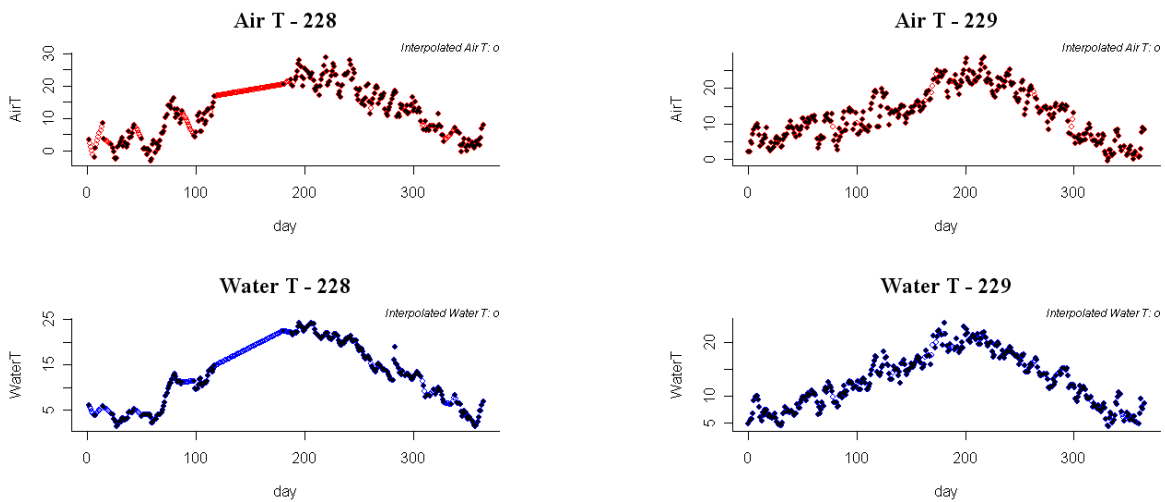 Air T - 228
Interpolated Air T: o
AirT
0
10
20
30
0
100
200
300
day
Air T - 229
Interpolated Air T: o
AirT
0
10
20
0
100
200
300
day
Water T - 228
Interpolated Water T: o
WaterT
5
15
25
0
100
200
300
day
Water T - 229
Interpolated Water T: o
WaterT
5
10
20
0
100
200
300
day